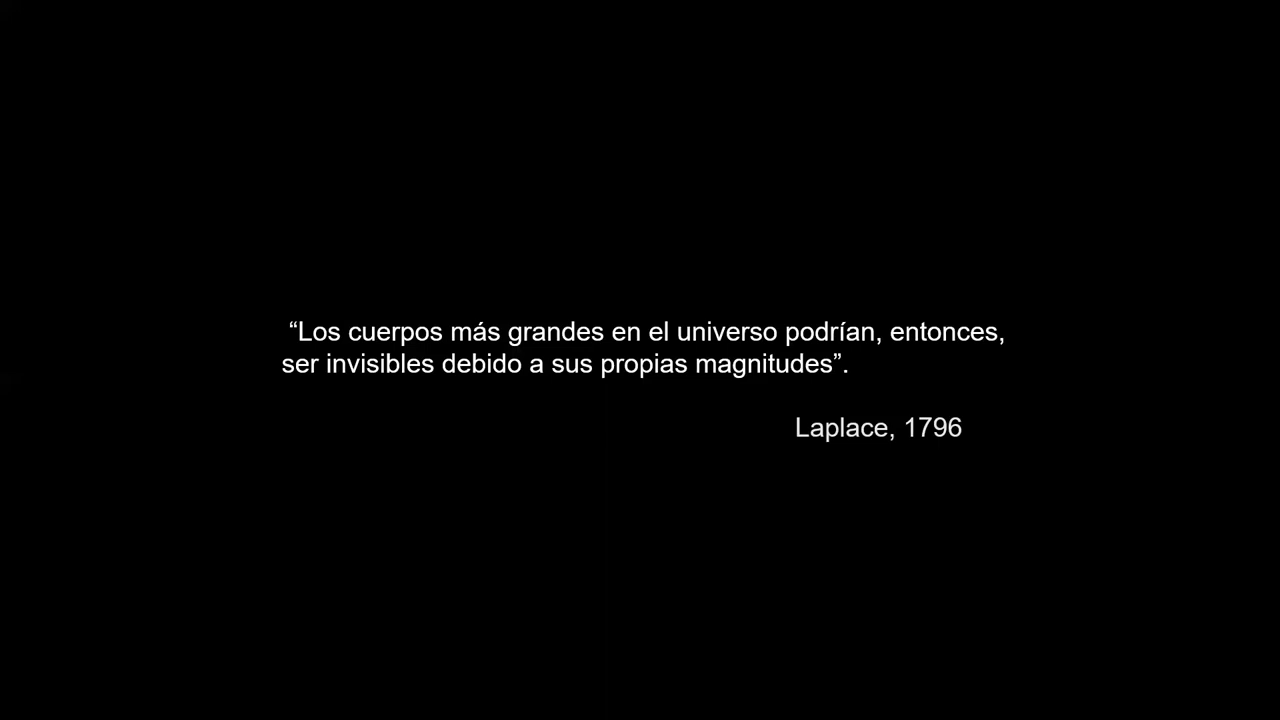 “Los cuerpos más grandes en el universo podrían, entonces,
ser invisibles debido a sus propias magnitudes”.
Laplace, 1796